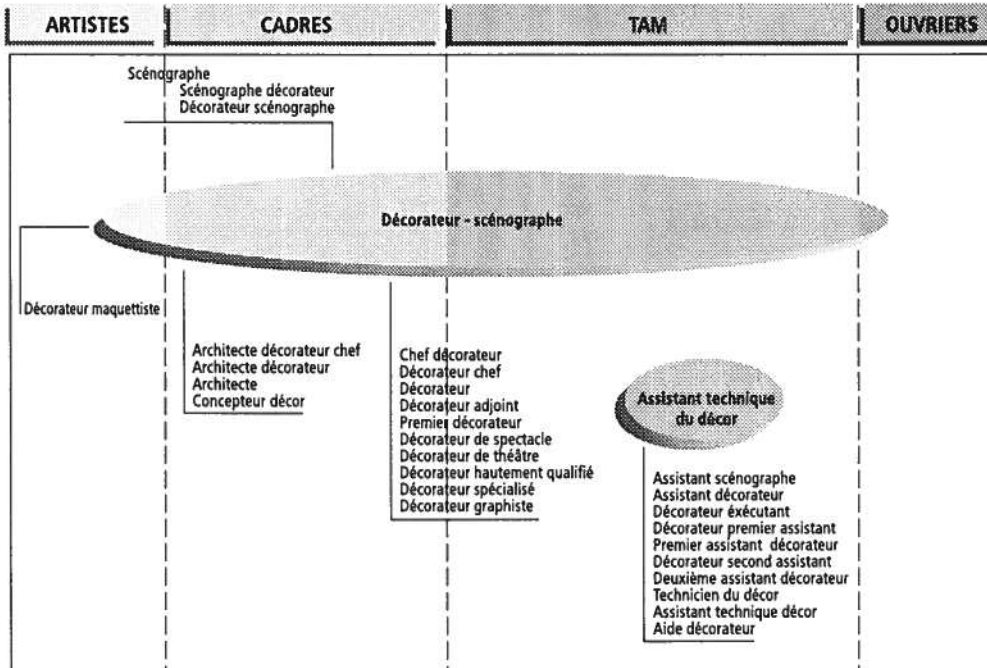 ARTISTES
CADRES
TAM
OUVRIERS
Scénographe
Scénographe décorateur
Décorateur scénographe
Décorateur - scénographe
Décorateur maquettiste
Architecte décorateur chef
Architecte décorateur
Architecte
Concepteur décor
Chef décorateur
Décorateur chef
Décorateur
Décorateur adjoint
Premier décorateur
Décorateur de spectacle
Décorateur de théâtre
Décorateur hautement qualifié
Décorateur spécialisé
Décorateur graphiste
Assistant technique
du décor
Assistant scénographe
Assistant décorateur
Décorateur éxécutant
Décorateur premier assistant
Premier assistant décorateur
Décorateur second assistant
Deuxième assistant décorateur
Technicien du décor
Assistant technique décor
Aide décorateur